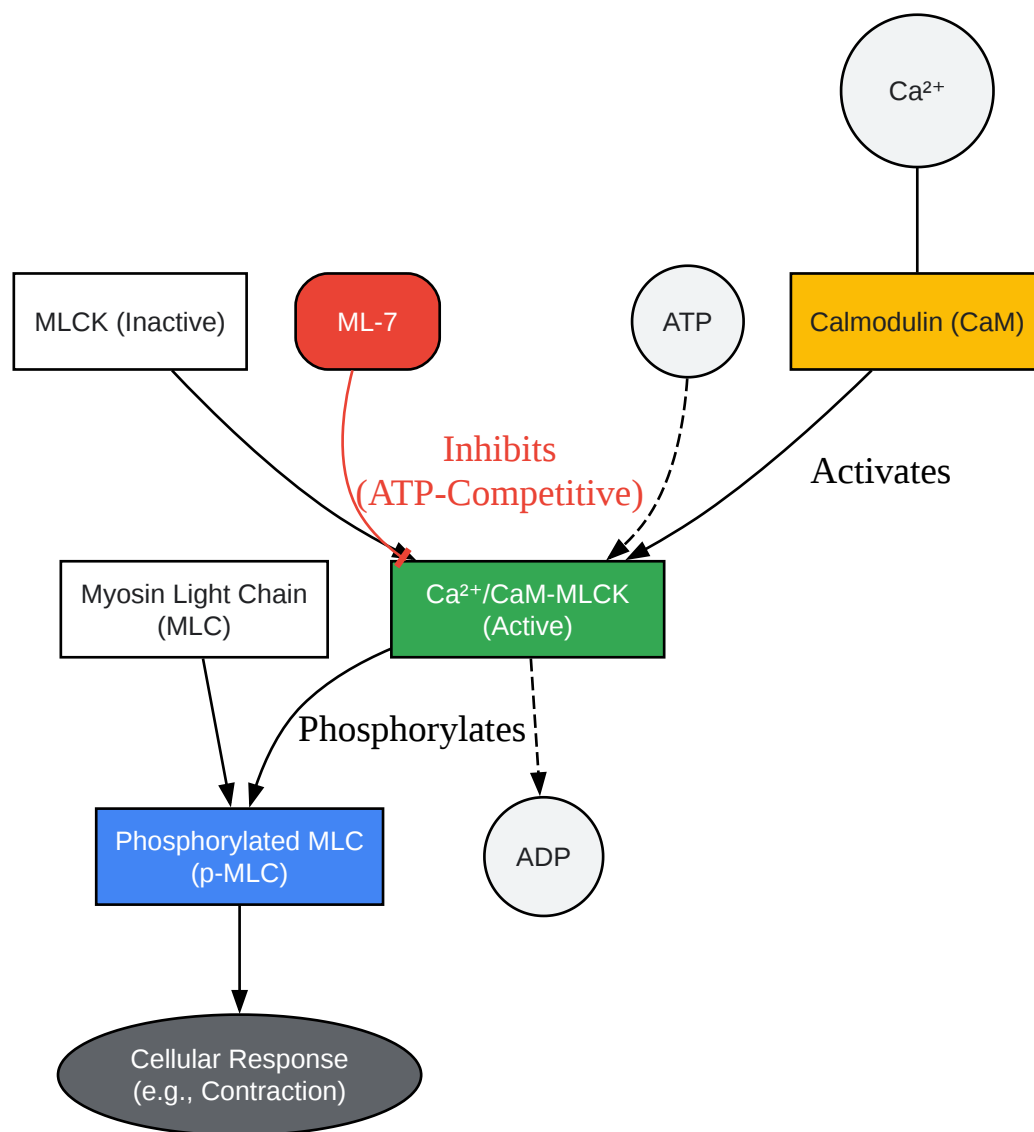 Ca²⁺
MLCK (Inactive)
ML-7
ATP
Calmodulin (CaM)
Inhibits
(ATP-Competitive)
Activates
Myosin Light Chain
(MLC)
Ca²⁺/CaM-MLCK
(Active)
Phosphorylates
Phosphorylated MLC
(p-MLC)
ADP
Cellular Response
(e.g., Contraction)